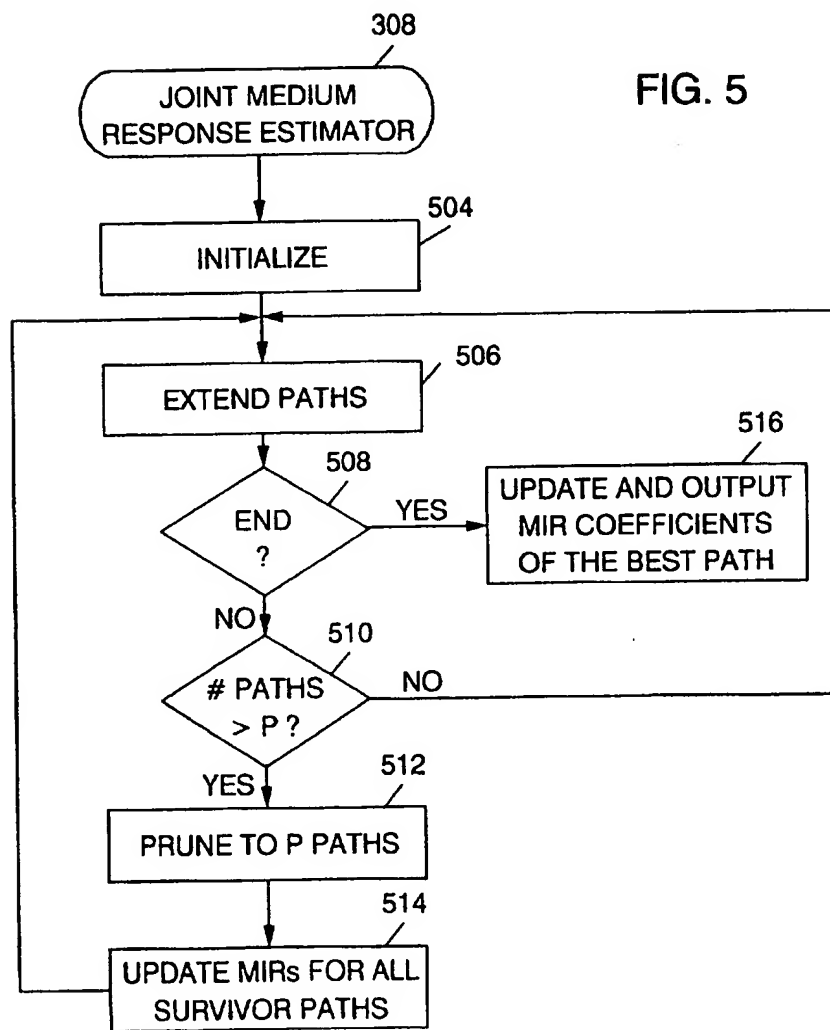 308
FIG. 5
JOINT MEDIUM
RESPONSE ESTIMATOR
504
INITIALIZE
506
EXTEND PATHS
508
516
END
?
YES
UPDATE AND OUTPUT
MIR COEFFICIENTS
OF THE BEST PATH
NO
510
# PATHS
> P ?
NO
YES
512
PRUNE TO P PATHS
514
UPDATE MIRs FOR ALL
SURVIVOR PATHS